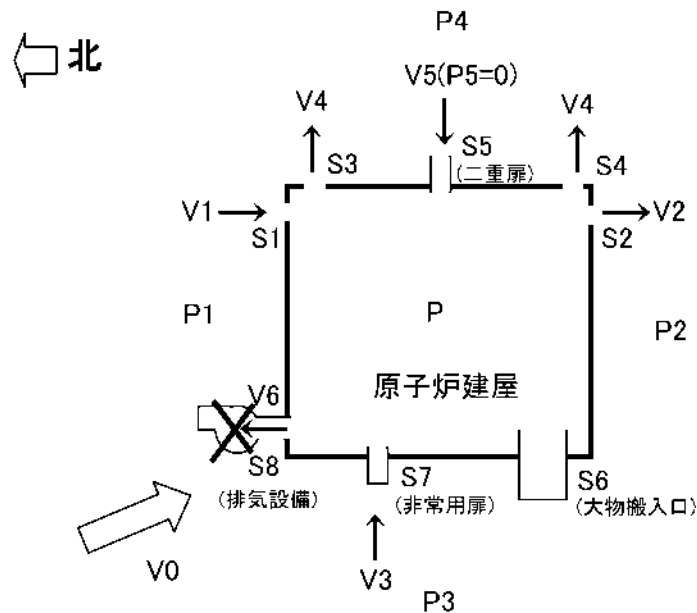 P4
北
V5(P5=0)
V4
V4
S5
(二重扉)
S3
S4
V1
V2
S1
S2
P1
P
P2
原子炉建屋
V6
S8
(排気設備)
S7
(非常用扉)
S6
(大物搬入口)
V0
V3
P3